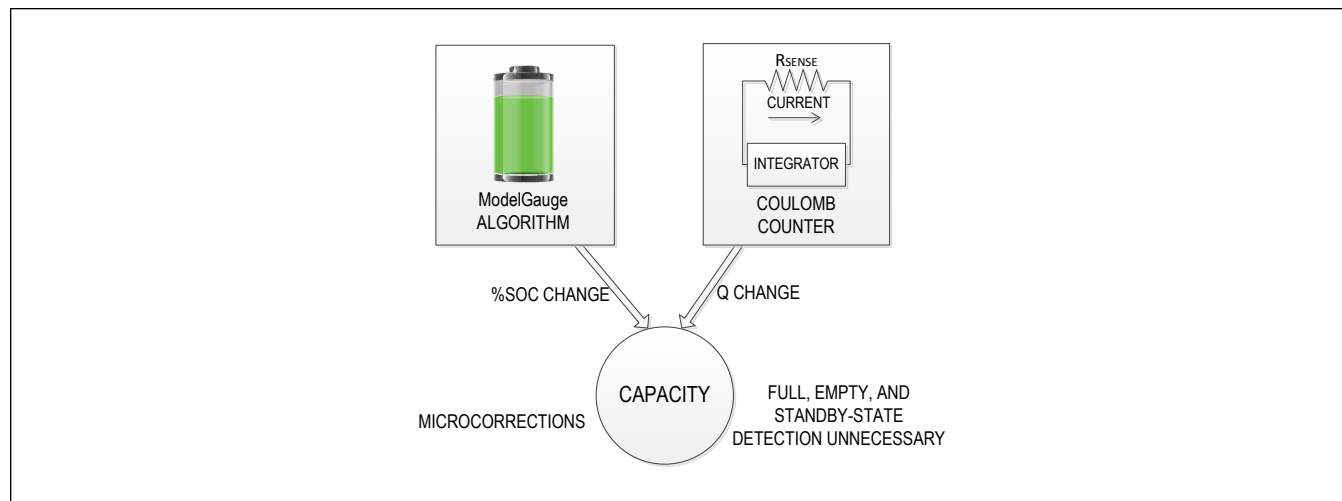 ModelGauge
ALGORITHM
RSENSE
CURRENT
INTEGRATOR
COULOMB
COUNTER
%SOC CHANGE
Q CHANGE
CAPACITY
MICROCORRECTIONS
FULL, EMPTY, AND
STANDBY-STATE
DETECTION UNNECESSARY